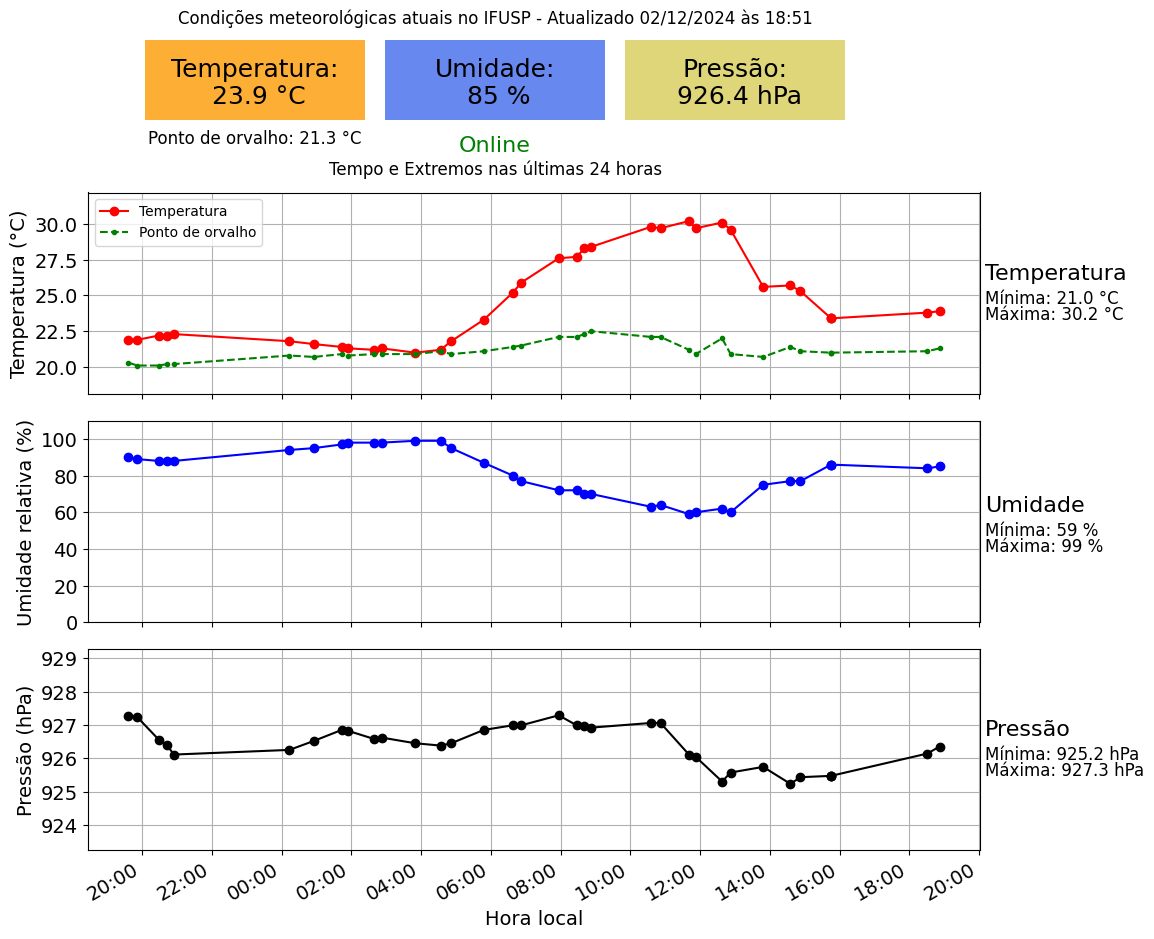 Condições meteorológicas atuais no IFUSP - Atualizado 02/12/2024 às 18:51
Temperatura:
23.9 °C
Umidade:
85 %
Pressão:
926.4 hPa
Ponto de orvalho: 21.3 °C
Online
Tempo e Extremos nas últimas 24 horas
Temperatura (°C)
30.0
27.5
25.0
22.5
20.0
Temperatura
Ponto de orvalho
Temperatura
Mínima: 21.0 °C
Máxima: 30.2 °C
Umidade relativa (%)
100
80
60
40
20
0
Umidade
Mínima: 59 %
Máxima: 99 %
Pressão (hPa)
929
928
927
926
925
924
Pressão
Mínima: 925.2 hPa
Máxima: 927.3 hPa
20:00 22:00 00:00 02:00 04:00 06:00 08:00 10:00 12:00 14:00 16:00 18:00 20:00
Hora local